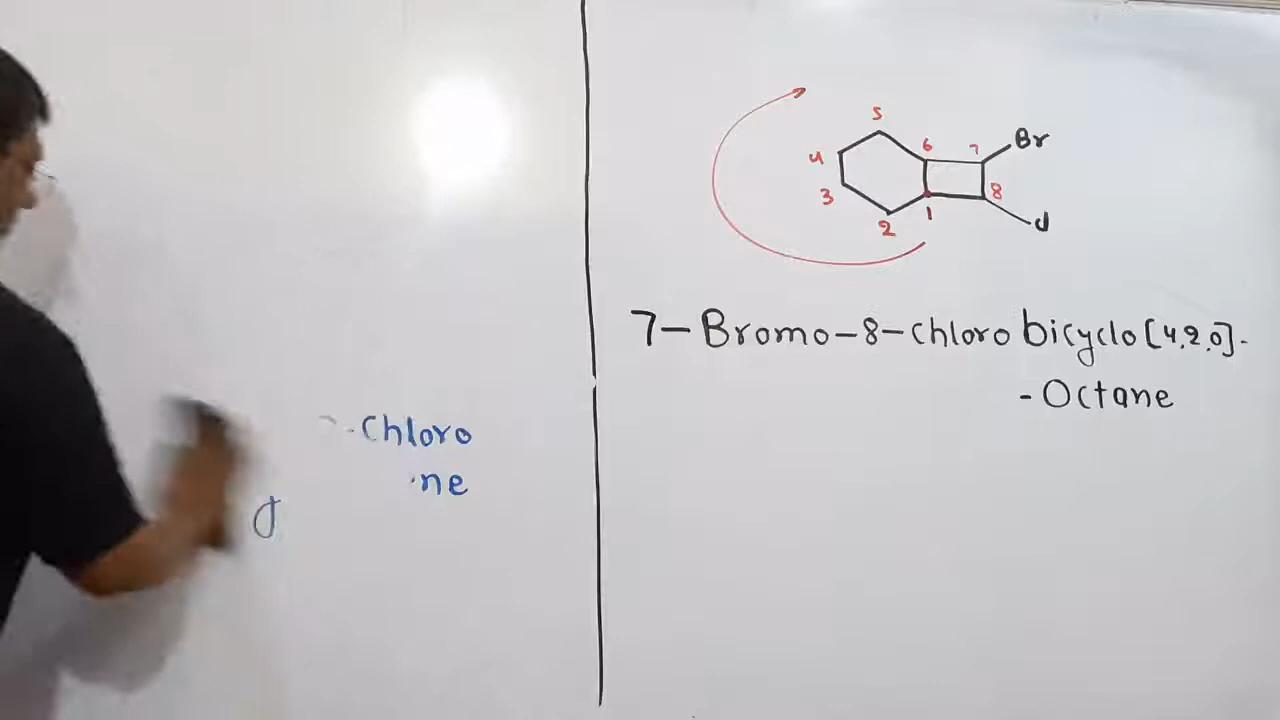 -Chloro
ne
5
4
6
7
Br
3
8
2
1
Cl
7-Bromo-8-chloro bicyclo[4,2,0]-
-Octane